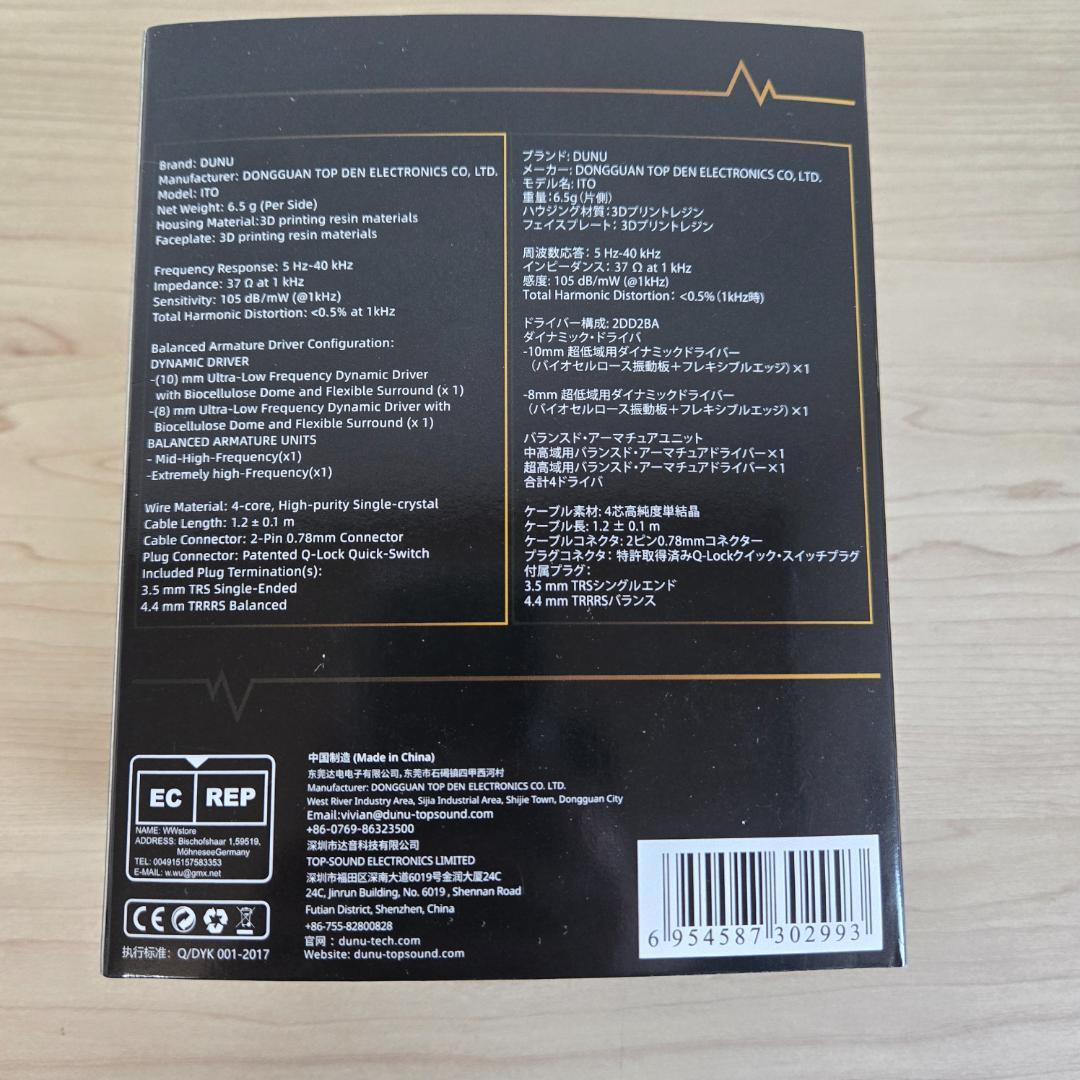 Brand: DUNU
Manufacturer: DONGGUAN TOP DEN ELECTRONICS CO, LTD.
Model: ITO
Net Weight: 6.5 g (Per Side)
Housing Material:3D printing resin materials
Faceplate: 3D printing resin materials
Frequency Response: 5 Hz-40 kHz
Impedance: 37 Ω at 1 kHz
Sensitivity: 105 dB/mW (@1kHz)
Total Harmonic Distortion: <0.5% at 1kHz
Balanced Armature Driver Configuration:
DYNAMIC DRIVER
-(10) mm Ultra-Low Frequency Dynamic Driver
with Biocellulose Dome and Flexible Surround (x 1)
-(8) mm Ultra-Low Frequency Dynamic Driver with
Biocellulose Dome and Flexible Surround (x 1)
BALANCED ARMATURE UNITS
- Mid-High-Frequency(x1)
-Extremely high-Frequency(x1)
Wire Material: 4-core, High-purity Single-crystal
Cable Length: 1.2 ± 0.1 m
Cable Connector: 2-Pin 0.78mm Connector
Plug Connector: Patented Q-Lock Quick-Switch
Included Plug Termination(s):
3.5 mm TRS Single-Ended
4.4 mm TRRRS Balanced
ブランド: DUNU
メーカー: DONGGUAN TOP DEN ELECTRONICS CO, LTD.
モデル名: ITO
重量:6.5g(片側)
ハウジング材質:3Dプリントレジン
フェイスプレート: 3Dプリントレジン
周波数応答: 5 Hz-40 kHz
インピーダンス: 37 Ω at 1 kHz
感度: 105 dB/mW (@1kHz)
Total Harmonic Distortion: <0.5%(1kHz時)
ドライバー構成: 2DD2BA
ダイナミック・ドライバ
-10mm 超低域用ダイナミックドライバー
(バイオセルロース振動板+フレキシブルエッジ)×1
-8mm 超低域用ダイナミックドライバー
(バイオセルロース振動板+フレキシブルエッジ)×1
バランスド・アーマチュアユニット
中高域用バランスド・アーマチュアドライバー×1
超高域用バランスド・アーマチュアドライバー×1
合計4ドライバ
ケーブル素材: 4芯高純度単結晶
ケーブル長: 1.2 ± 0.1 m
ケーブルコネクタ: 2ピン0.78mmコネクター
プラグコネクタ: 特許取得済みQ-Lockクイック・スイッチプラグ
付属プラグ:
3.5 mm TRSシングルエンド
4.4 mm TRRRSバランス
EC REP
NAME: WWstore
ADDRESS: Bischofshaar 1,59519,
MöhneseeGermany
TEL: 004915157583353
E-MAIL: w.wu@gmx.net
CE
执行标准: Q/DYK 001-2017
中国制造 (Made in China)
东莞达电电子有限公司, 东莞市石碣镇四甲西河村
Manufacturer: DONGGUAN TOP DEN ELECTRONICS CO. LTD.
West River Industry Area, Sijia Industrial Area, Shijie Town, Dongguan City
Email:vivian@dunu-topsound.com
+86-0769-86323500
深圳市达音科技有限公司
TOP-SOUND ELECTRONICS LIMITED
深圳市福田区深南大道6019号金润大厦24C
24C, Jinrun Building, No. 6019 , Shennan Road
Futian District, Shenzhen, China
+86-755-82800828
官网 : dunu-tech.com
Website: dunu-topsound.com
6 954587 302993